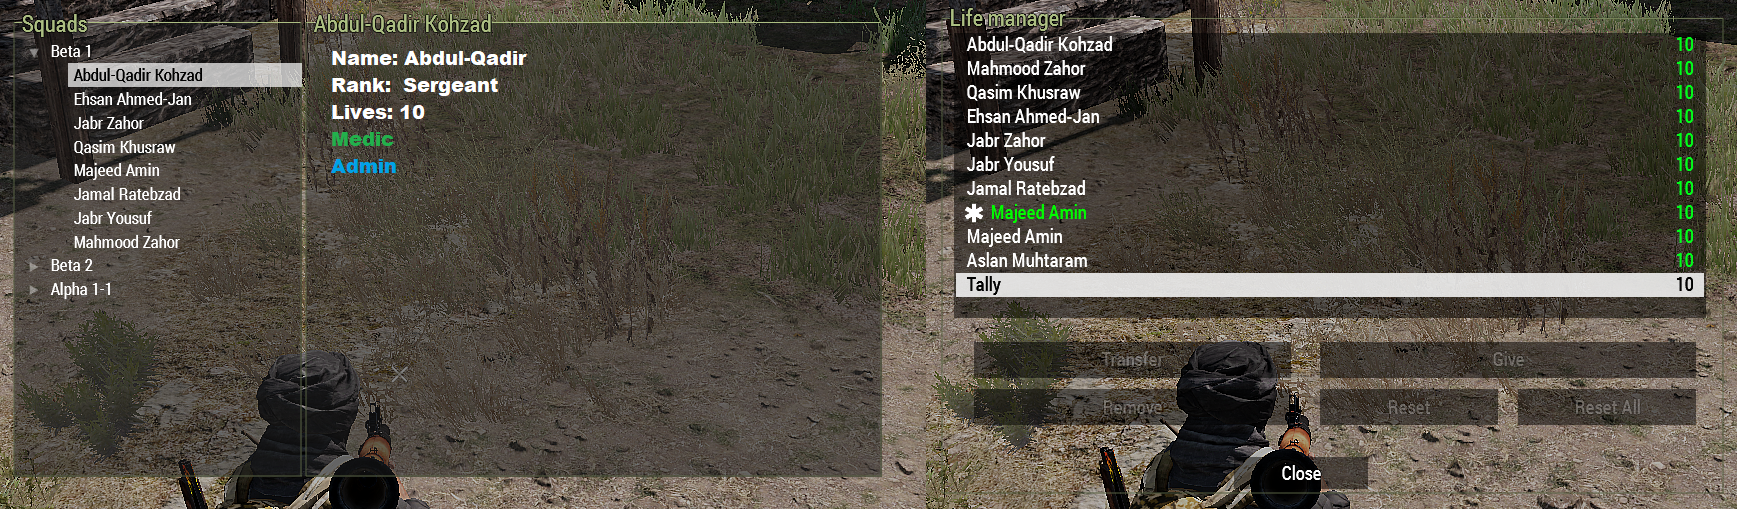 Squads
Beta 1
Abdul-Qadir Kohzad
Ehsan Ahmed-Jan
Jabr Zahor
Qasim Khusraw
Majeed Amin
Jamal Ratebzad
Jabr Yousuf
Mahmood Zahor
Beta 2
Alpha 1-1
Abdul-Qadir Kohzad
Name: Abdul-Qadir
Rank: Sergeant
Lives: 10
Medic
Admin
Life manager
Abdul-Qadir Kohzad 10
Mahmood Zahor 10
Qasim Khusraw 10
Ehsan Ahmed-Jan 10
Jabr Zahor 10
Jabr Yousuf 10
Jamal Ratebzad 10
Majeed Amin 10
Majeed Amin 10
Aslan Muhtaram 10
Tally 10
Transfer Give
Remove Reset Reset All
Close